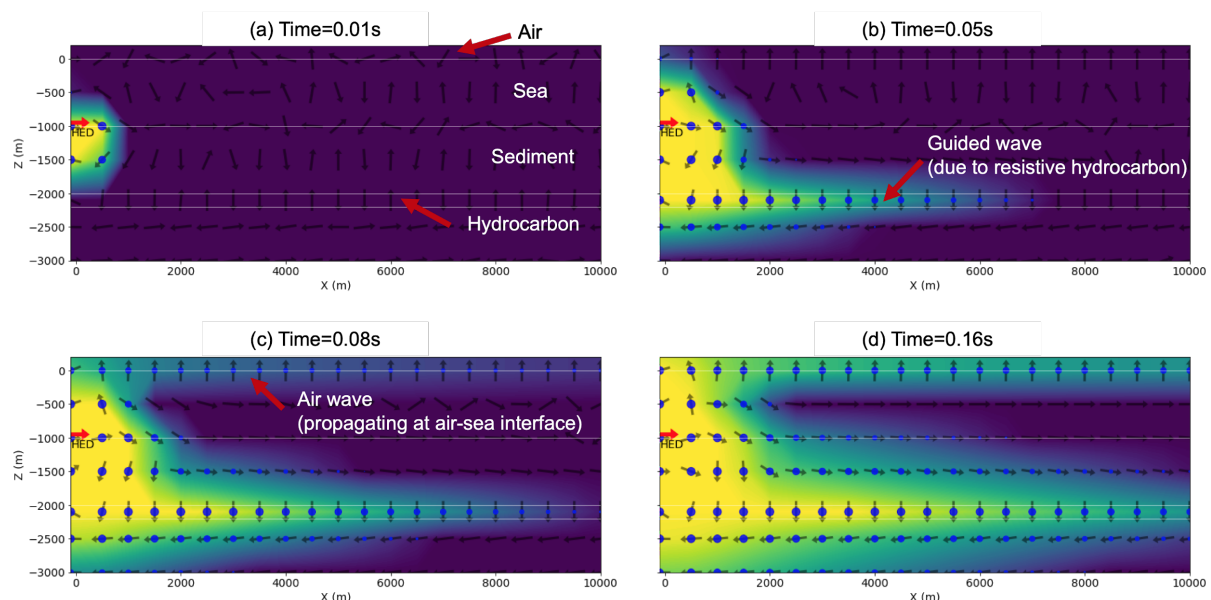 (a) Time=0.01s
Air
0
−500
−1000
−1500
−2000
−2500
−3000
Z (m)
HED
Sea
Sediment
Hydrocarbon
0
2000
4000
6000
8000
10000
X (m)
(b) Time=0.05s
0
−500
−1000
−1500
−2000
−2500
−3000
Z (m)
HED
Guided wave
(due to resistive hydrocarbon)
0
2000
4000
6000
8000
10000
X (m)
(c) Time=0.08s
0
−500
−1000
−1500
−2000
−2500
−3000
Z (m)
HED
Air wave
(propagating at air-sea interface)
0
2000
4000
6000
8000
10000
X (m)
(d) Time=0.16s
0
−500
−1000
−1500
−2000
−2500
−3000
Z (m)
HED
0
2000
4000
6000
8000
10000
X (m)